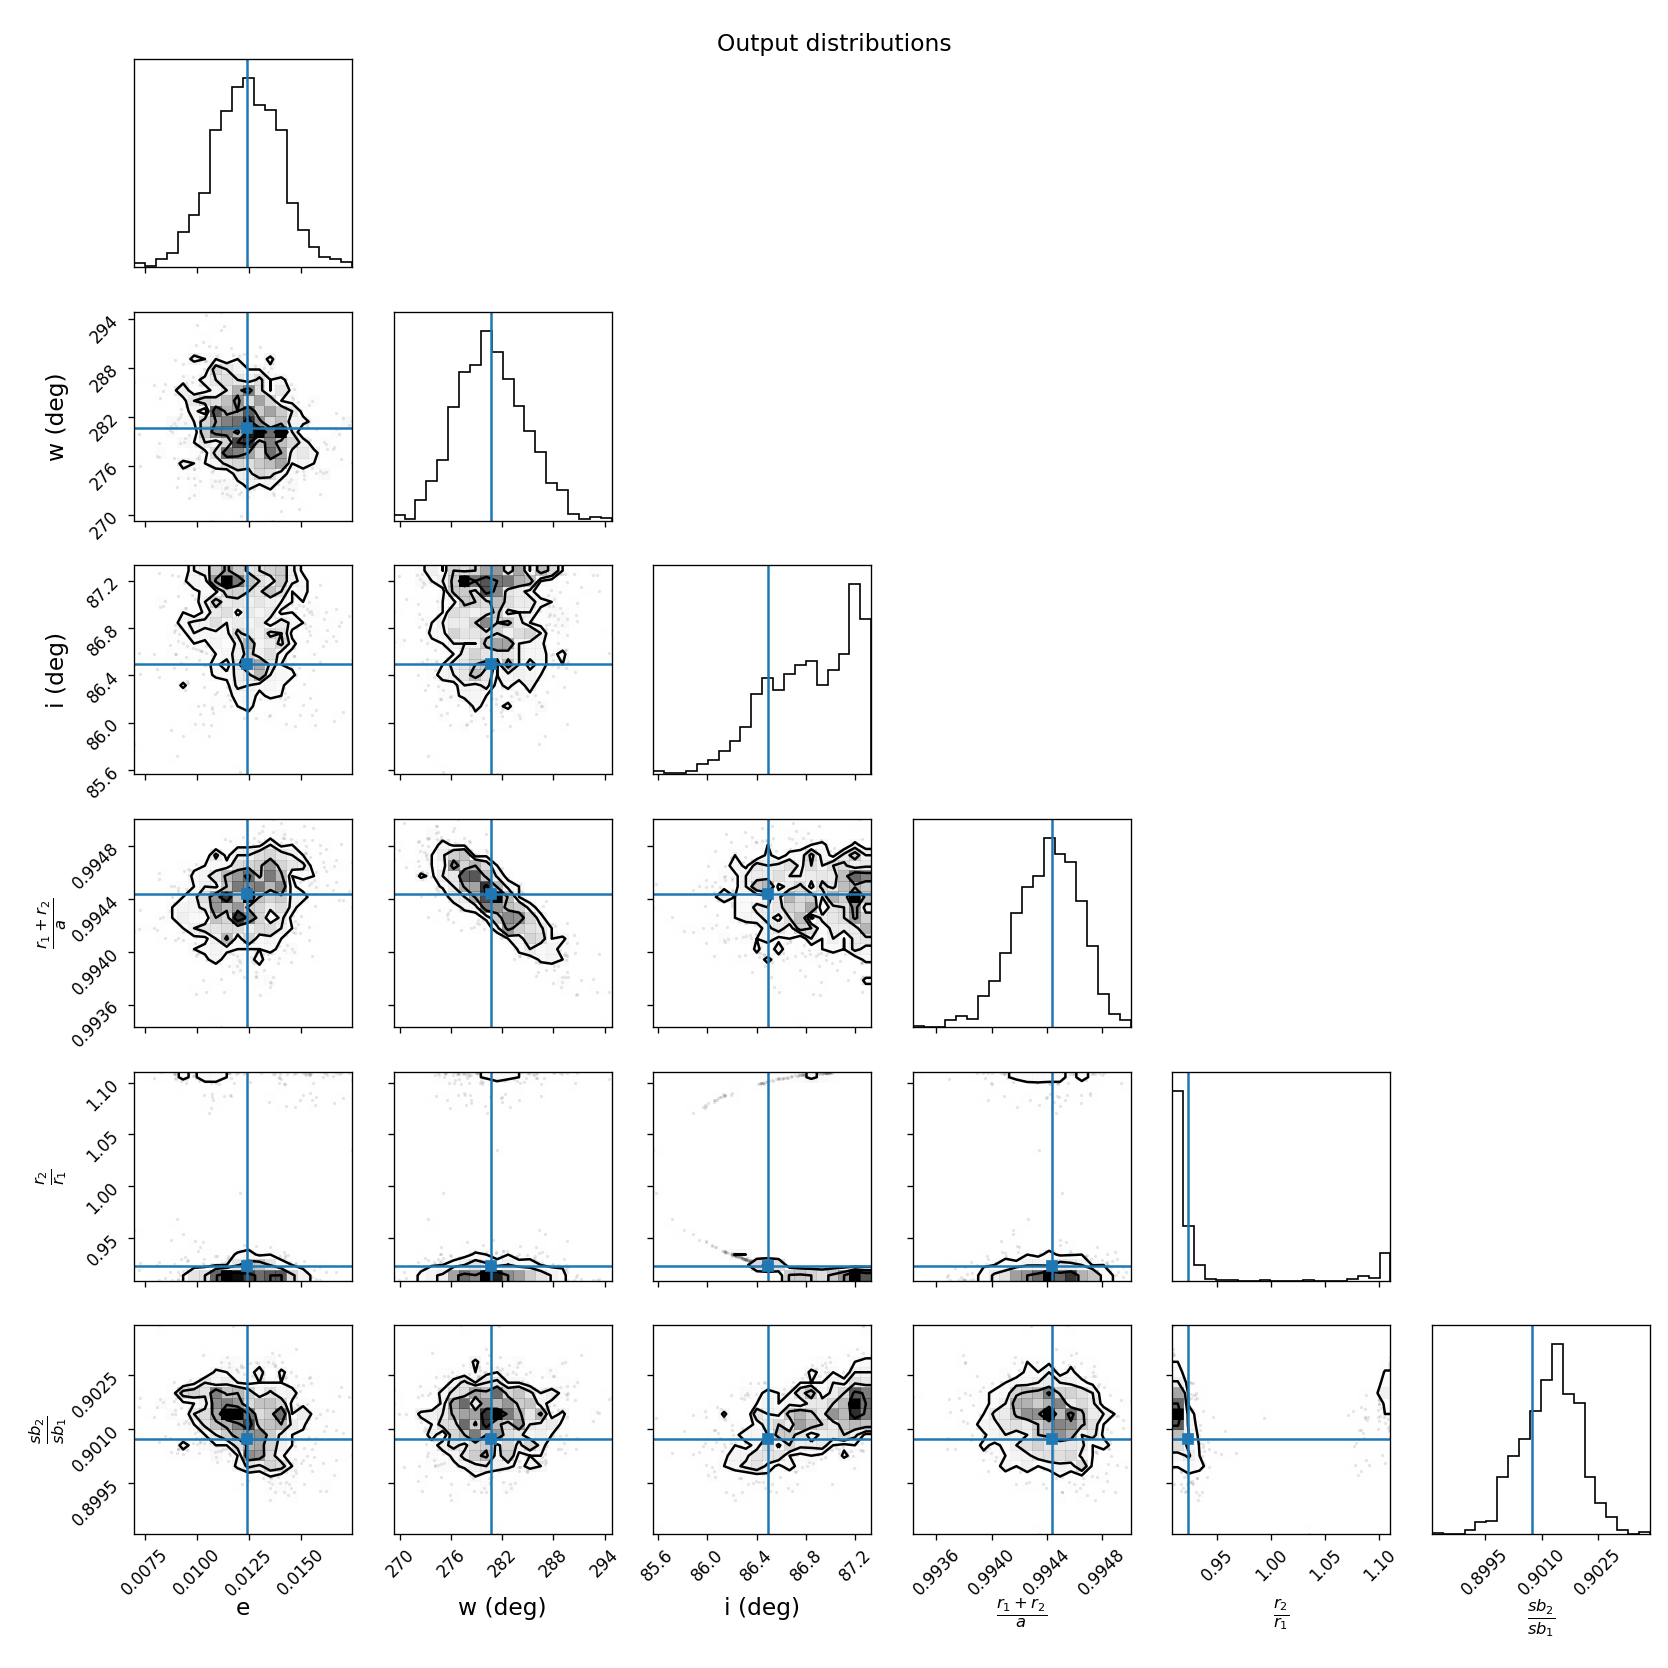 Output distributions
294
288
282
276
270
w (deg)
87.2
86.8
86.4
86.0
85.6
i (deg)
0.9948
0.9944
0.9940
0.9936
r₁ + r₂
a
1.10
1.05
1.00
0.95
r₂
r₁
0.9025
0.9010
0.8995
sb₂
sb₁
0.0075 0.0100 0.0125 0.0150
270 276 282 288 294
85.6 86.0 86.4 86.8 87.2
0.9936 0.9940 0.9944 0.9948
0.95 1.00 1.05 1.10
0.8995 0.9010 0.9025
e
w (deg)
i (deg)
r₁ + r₂
a
r₂
r₁
sb₂
sb₁